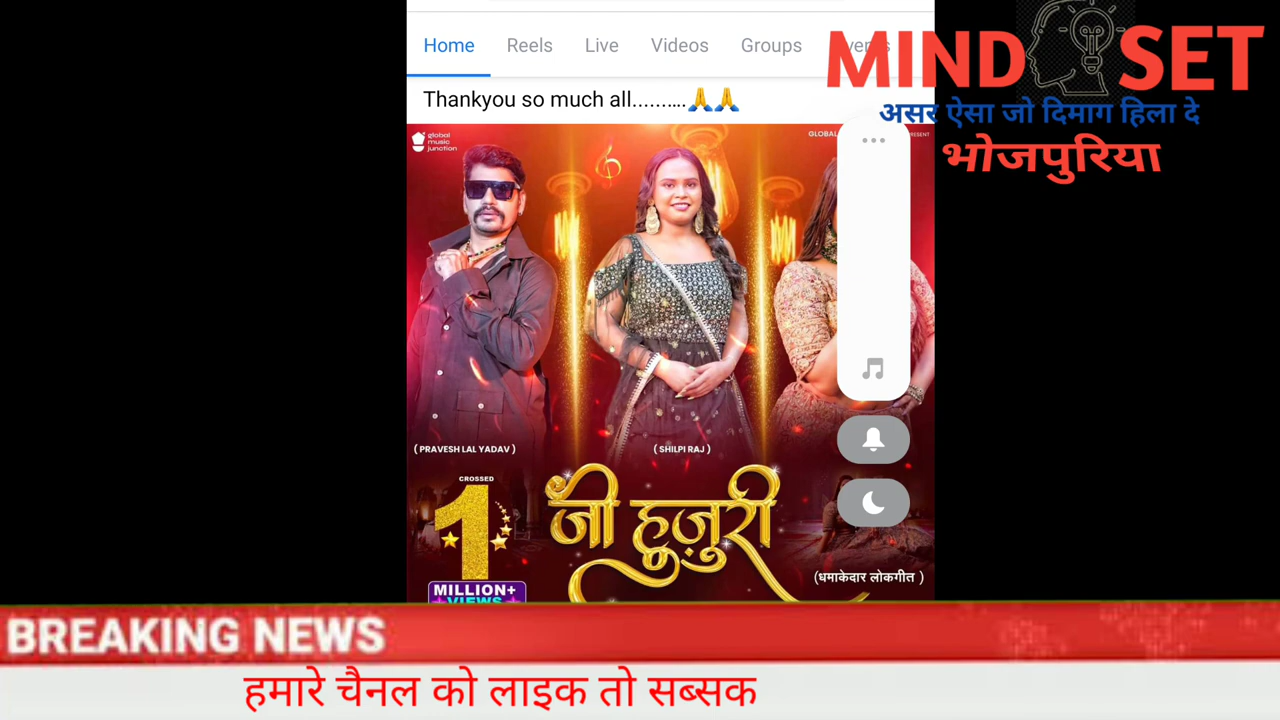 Home Reels Live Videos Groups
MIND SET
Thankyou so much all..........🙏🙏
असर ऐसा जो दिमाग हिला दे
भोजपुरिया
global
music
junction
GLOBAL
( PRAVESH LAL YADAV )
( SHILPI RAJ )
CROSSED
1
MILLION+
VIEWS
जी हुज़ुरी
(धमाकेदार लोकगीत )
BREAKING NEWS
हमारे चैनल को लाइक तो सब्सक